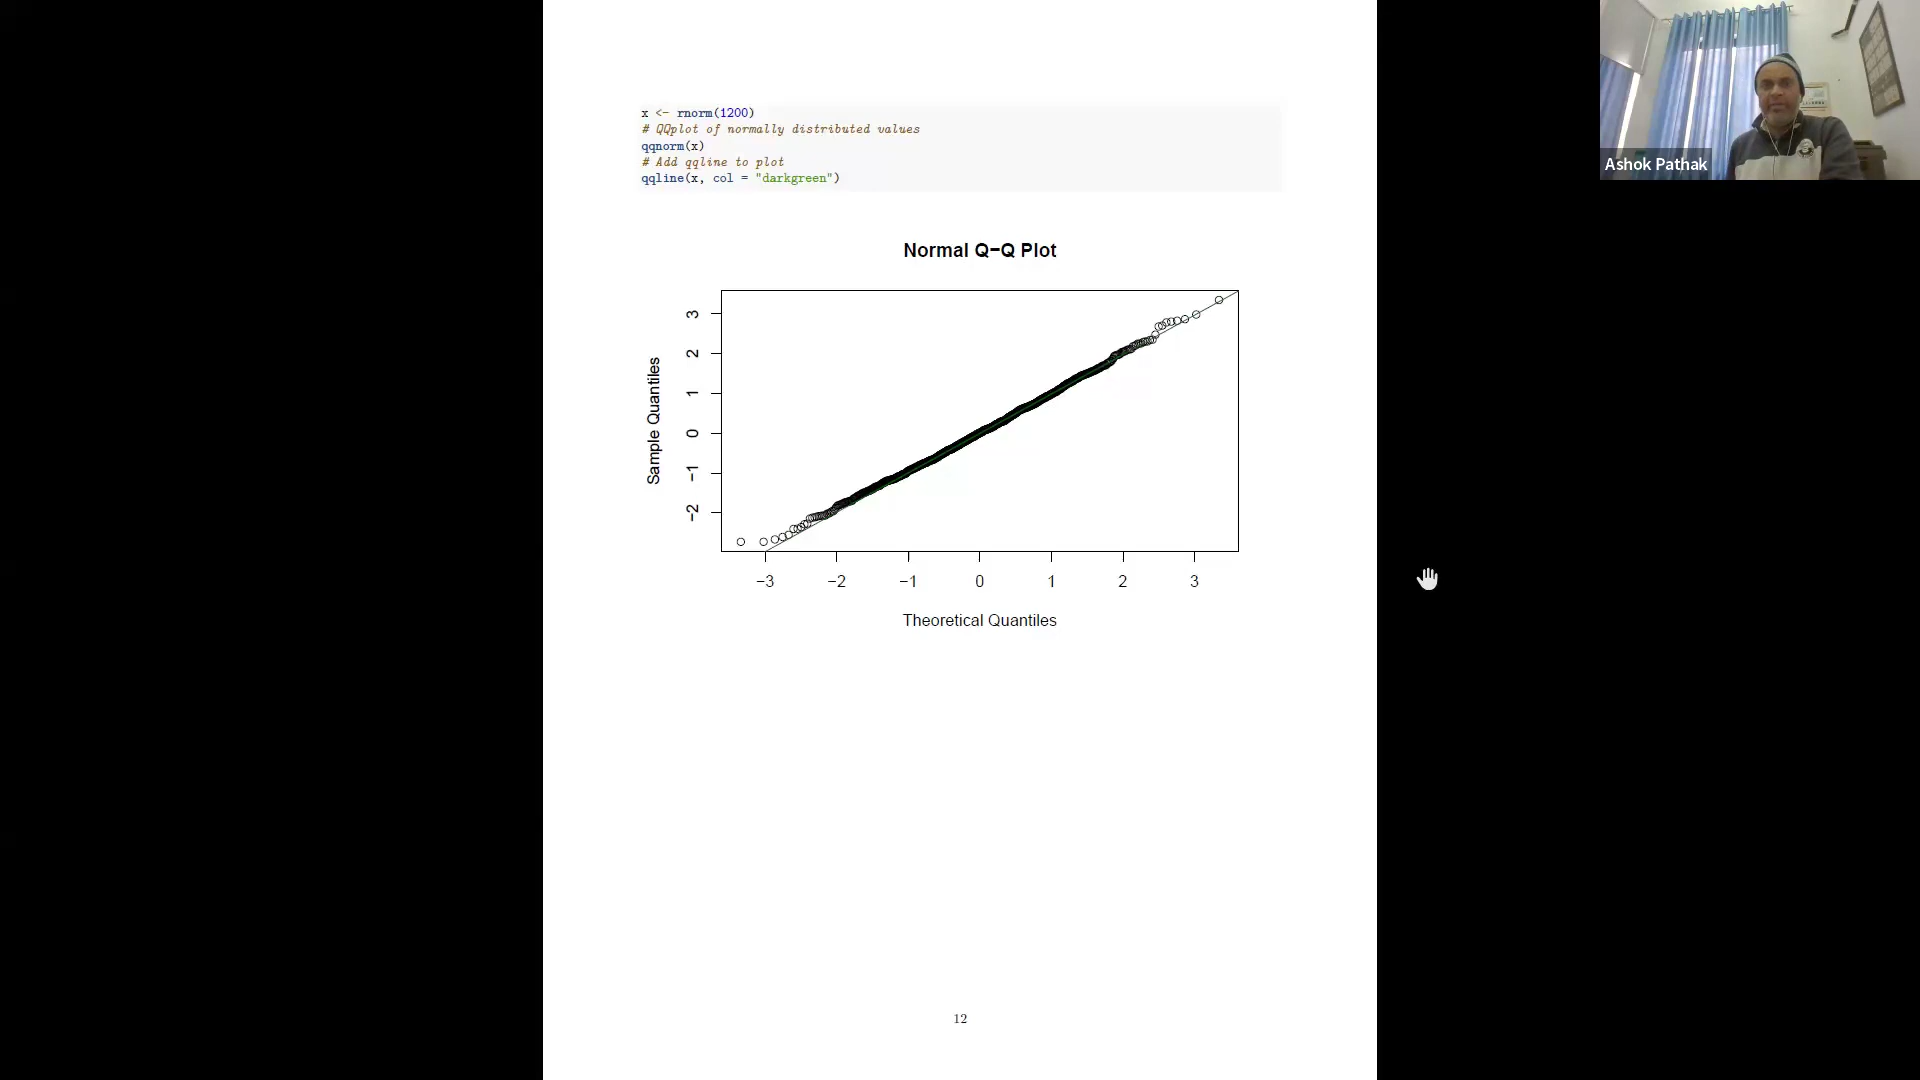 x <- rnorm(1200)
# QQplot of normally distributed values
qqnorm(x)
# Add qqline to plot
qqline(x, col = "darkgreen")
Ashok Pathak
Normal Q−Q Plot
Sample Quantiles
3
2
1
0
−1
−2
−3 −2 −1 0 1 2 3
Theoretical Quantiles
12